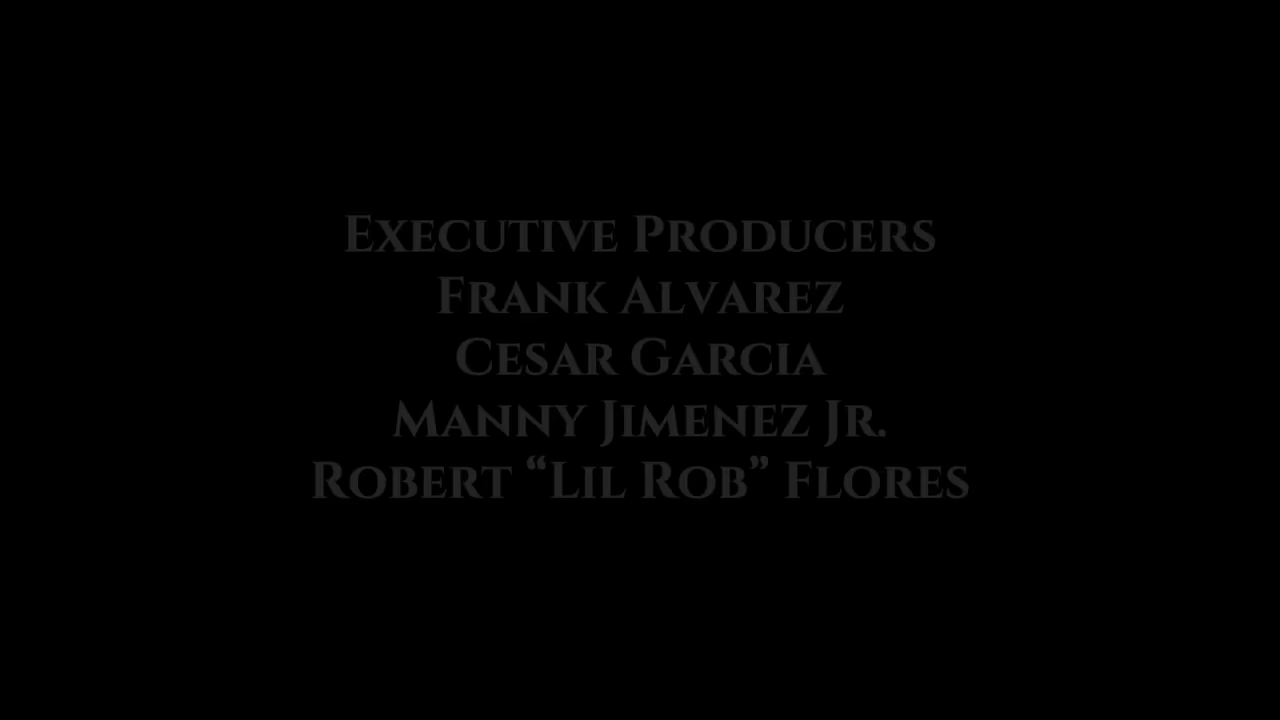 Executive Producers
Frank Alvarez
Cesar Garcia
Manny Jimenez Jr.
Robert “Lil Rob” Flores